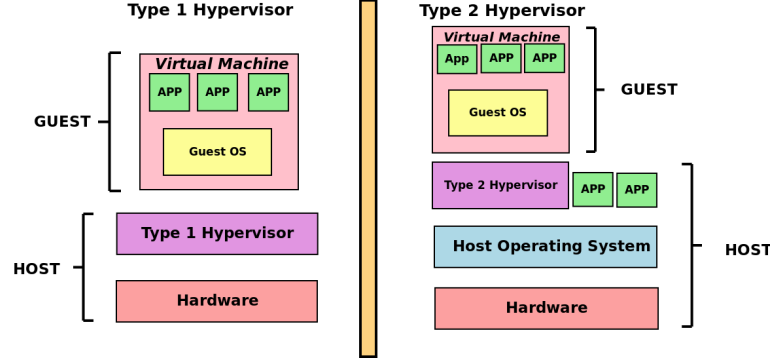 Type 1 Hypervisor
Virtual Machine
APP APP APP
GUEST
Guest OS
Type 1 Hypervisor
HOST
Hardware
Type 2 Hypervisor
Virtual Machine
App APP APP
GUEST
Guest OS
Type 2 Hypervisor APP APP
Host Operating System
HOST
Hardware